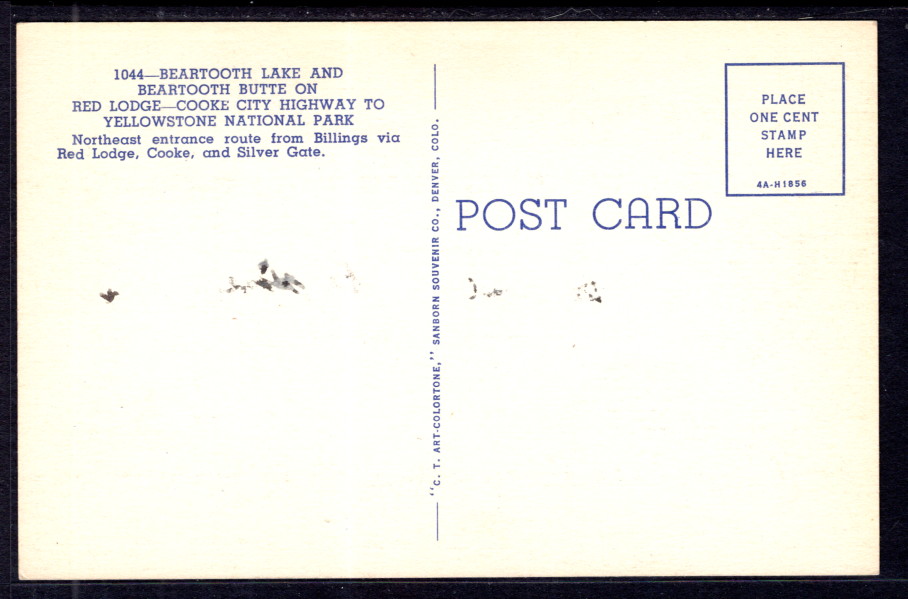 1044—BEARTOOTH LAKE AND
BEARTOOTH BUTTE ON
RED LODGE—COOKE CITY HIGHWAY TO
YELLOWSTONE NATIONAL PARK
Northeast entrance route from Billings via
Red Lodge, Cooke, and Silver Gate.
"C. T. ART-COLORTONE," SANBORN SOUVENIR CO., DENVER, COLO.
POST CARD
PLACE
ONE CENT
STAMP
HERE
4A-H1856